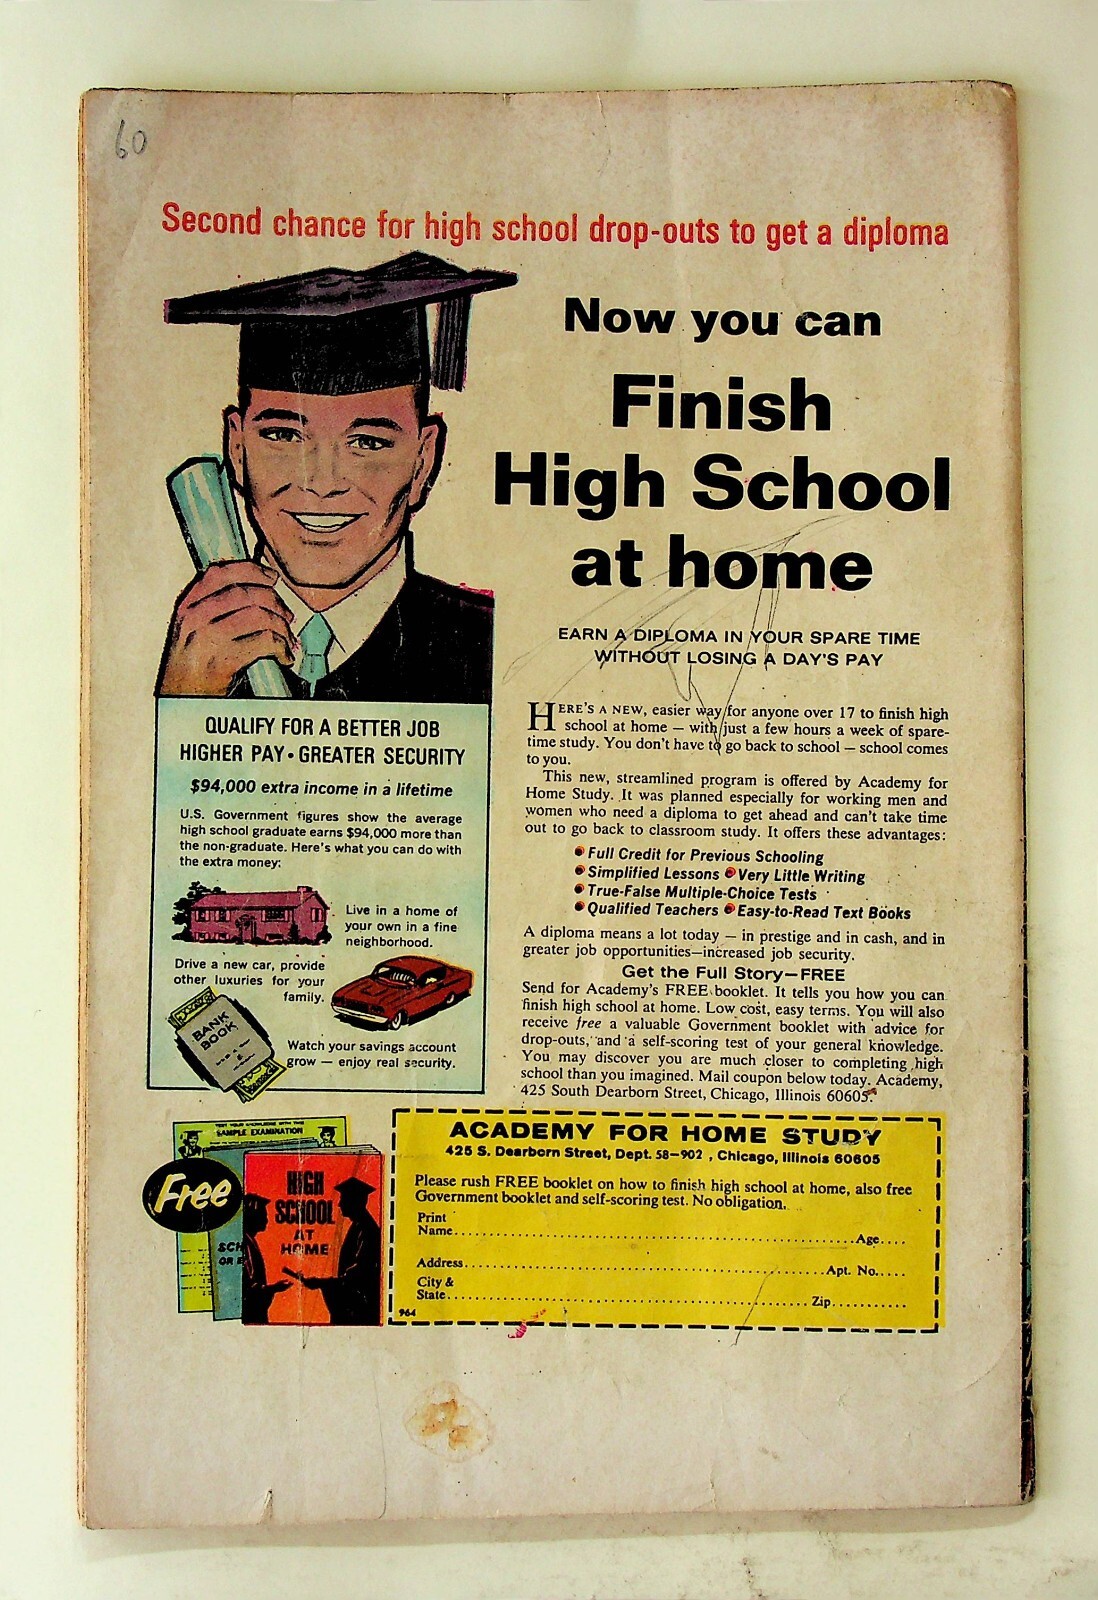 60
Second chance for high school drop-outs to get a diploma
Now you can
Finish
High School
at home
EARN A DIPLOMA IN YOUR SPARE TIME
WITHOUT LOSING A DAY'S PAY
HERE'S A NEW, easier way for anyone over 17 to finish high
school at home — with just a few hours a week of spare-
time study. You don't have to go back to school — school comes
to you.
This new, streamlined program is offered by Academy for
Home Study. It was planned especially for working men and
women who need a diploma to get ahead and can't take time
out to go back to classroom study. It offers these advantages:
• Full Credit for Previous Schooling
• Simplified Lessons • Very Little Writing
• True-False Multiple-Choice Tests
• Qualified Teachers • Easy-to-Read Text Books
A diploma means a lot today — in prestige and in cash, and in
greater job opportunities—increased job security.
Get the Full Story—FREE
Send for Academy's FREE booklet. It tells you how you can
finish high school at home. Low cost, easy terms. You will also
receive free a valuable Government booklet with advice for
drop-outs, and a self-scoring test of your general knowledge.
You may discover you are much closer to completing high
school than you imagined. Mail coupon below today. Academy,
425 South Dearborn Street, Chicago, Illinois 60605.
QUALIFY FOR A BETTER JOB
HIGHER PAY • GREATER SECURITY
$94,000 extra income in a lifetime
U.S. Government figures show the average
high school graduate earns $94,000 more than
the non-graduate. Here's what you can do with
the extra money:
Live in a home of
your own in a fine
neighborhood.
Drive a new car, provide
other luxuries for your
family.
BANK
BOOK
Watch your savings account
grow — enjoy real security.
TEST YOUR KNOWLEDGE WITH THIS
SAMPLE EXAMINATION
Free
SCH
OR
HIGH
SCHOOL
AT
HOME
ACADEMY FOR HOME STUDY
425 S. Dearborn Street, Dept. 58-902 , Chicago, Illinois 60605
Please rush FREE booklet on how to finish high school at home, also free
Government booklet and self-scoring test. No obligation.
Print
Name........................................Age....
Address........................................Apt. No.....
City &
State........................................Zip...........
964